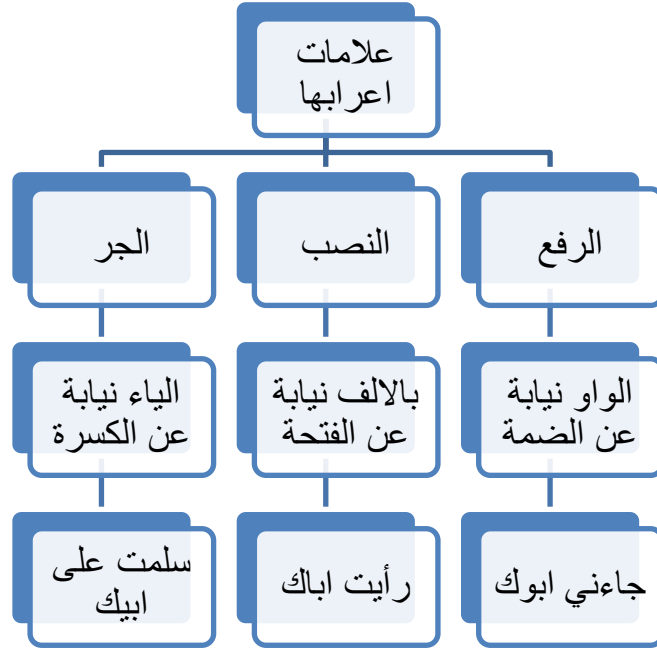 علامات
اعرابها
الرفع
النصب
الجر
الواو نيابة
عن الضمة
بالالف نيابة
عن الفتحة
الياء نيابة
عن الكسرة
جاءني ابوك
رأيت اباك
سلمت على
ابيك